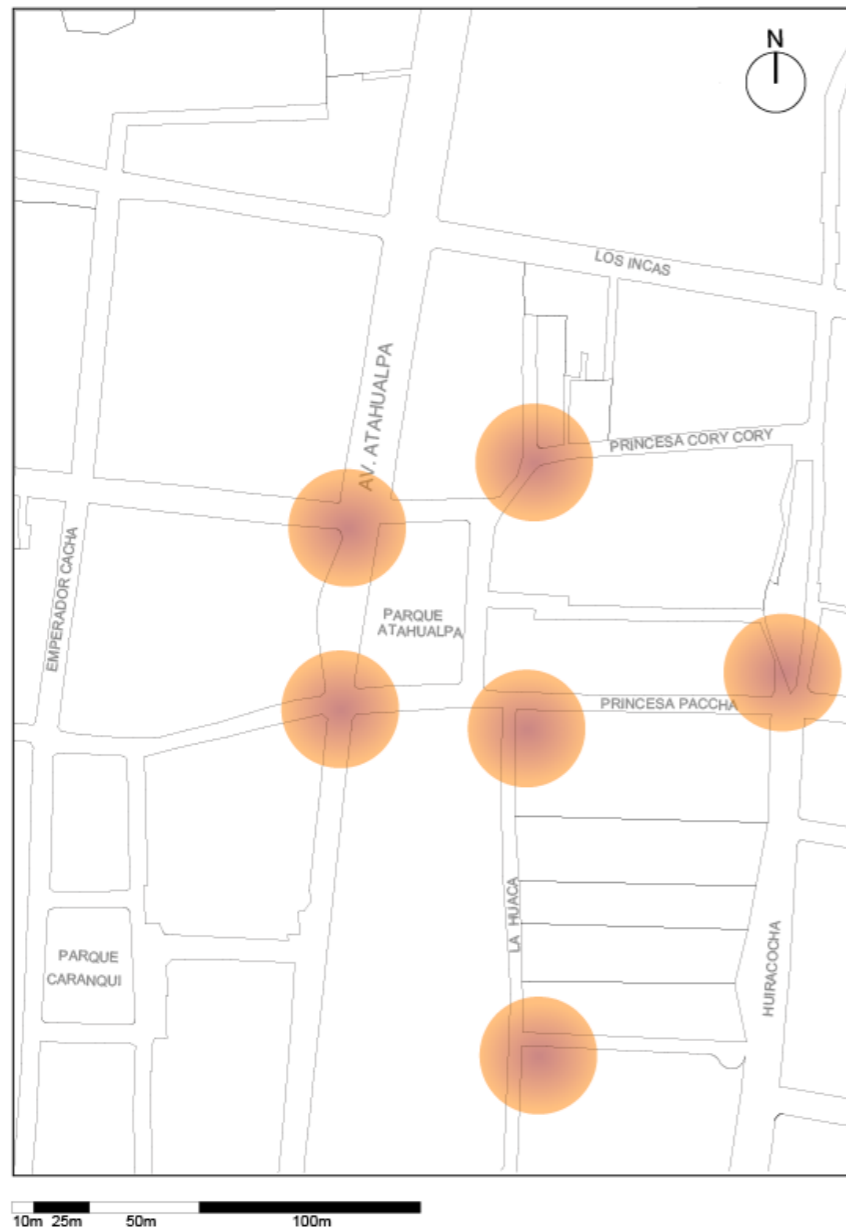 N
LOS INCAS
AV. ATAHUALPA
PRINCESA CORY CORY
EMPERADOR CACHA
PARQUE
ATAHUALPA
PRINCESA PACCHA
LA HUACA
PARQUE
CARANQUI
HUIRACOCHA
10m 25m 50m 100m